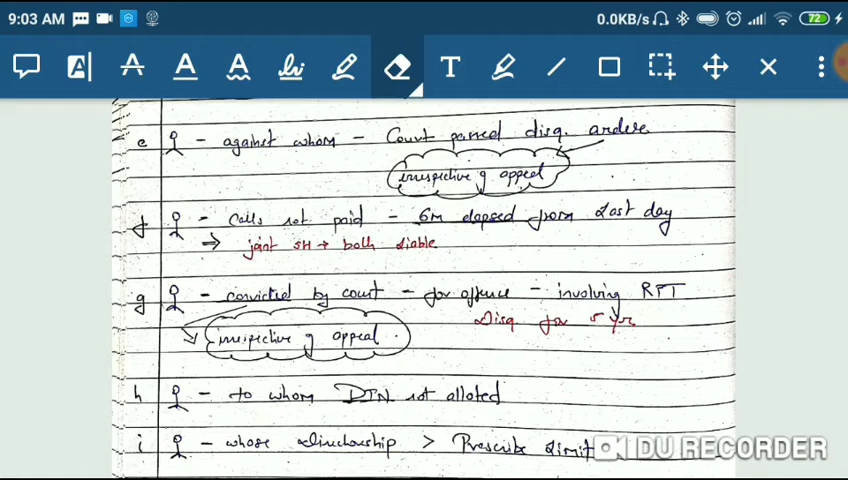 9:03 AM 0.0KB/s 72
T
e - against whom - Court passed disq. orders
irrespective of appeal
f - calls not paid - 6m elapsed from Last day
→ joint SH → both liable
g - convicted by court - for offence - involving RPT
Disq for 5 yr
irrespective of appeal
h - to whom DIN not alloted
i - whose directorship > Prescribe Limit
DU RECORDER